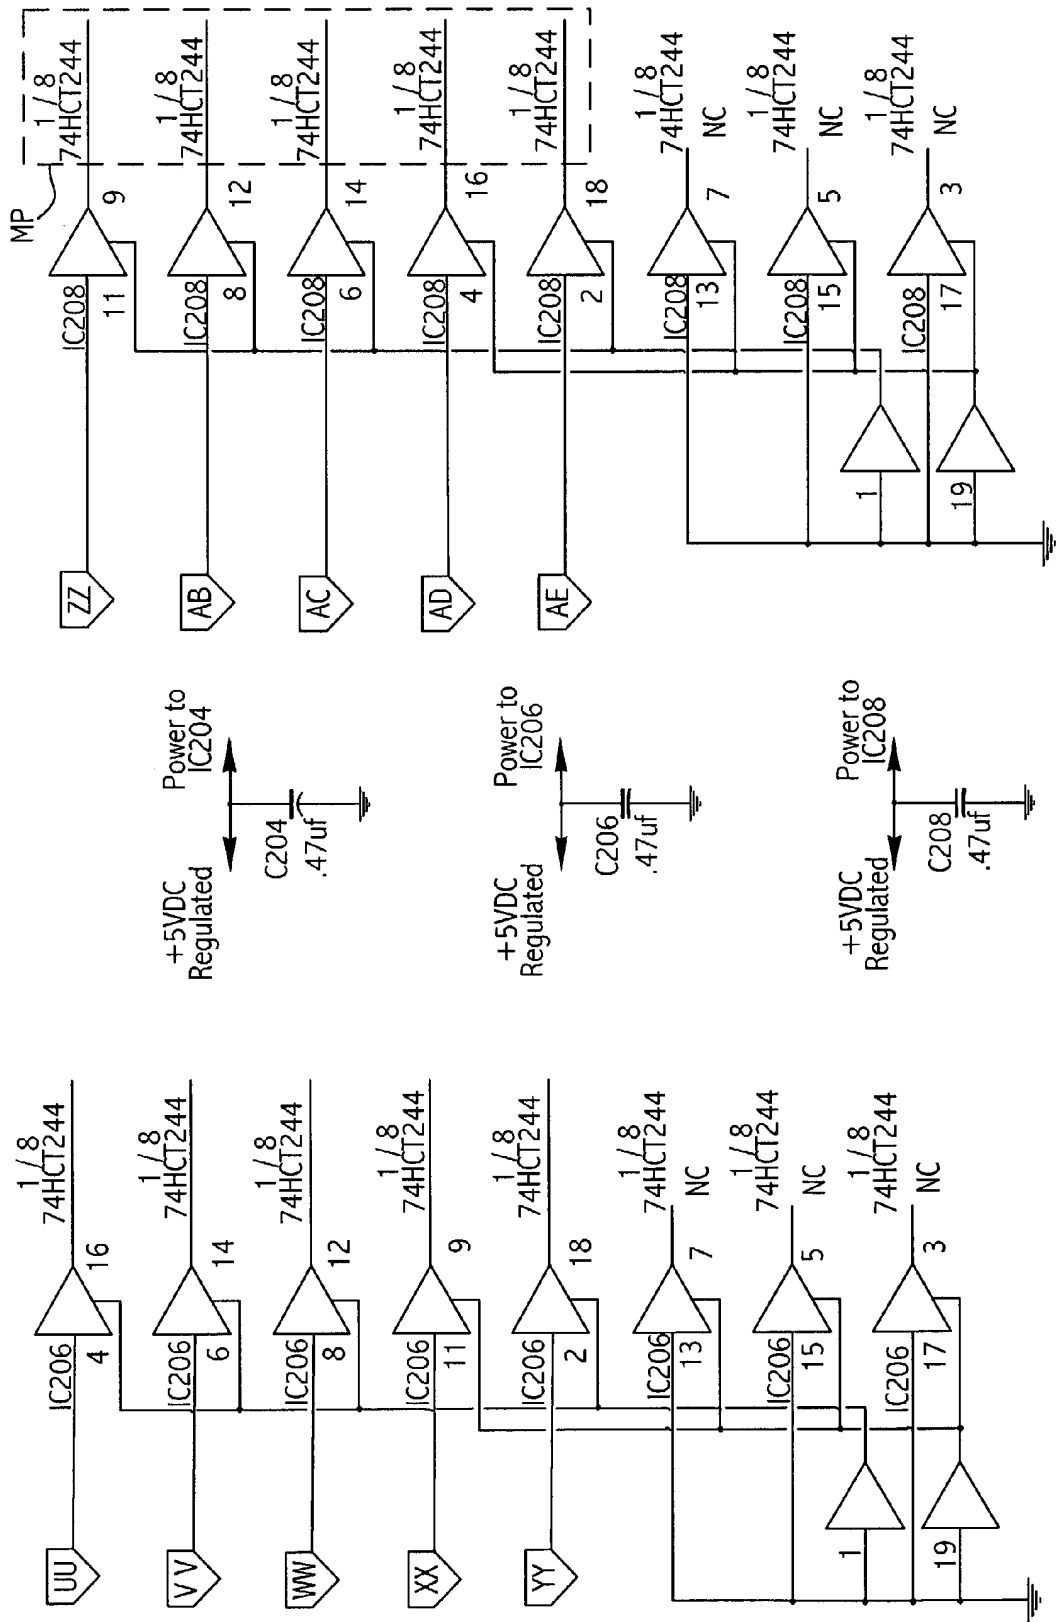 UU
IC206
4
16
1/8
74HCT244
V V
IC206
6
14
1/8
74HCT244
WW
IC206
8
12
1/8
74HCT244
XX
IC206
11
9
1/8
74HCT244
YY
IC206
2
18
1/8
74HCT244
IC206
13
7
1/8
74HCT244
NC
IC206
15
5
1/8
74HCT244
NC
IC206
17
3
1/8
74HCT244
NC
1
19
+5VDC
Regulated
Power to
IC204
C204
.47uf
+5VDC
Regulated
Power to
IC206
C206
.47uf
+5VDC
Regulated
Power to
IC208
C208
.47uf
MP
ZZ
IC208
11
9
1/8
74HCT244
AB
IC208
8
12
1/8
74HCT244
AC
IC208
6
14
1/8
74HCT244
AD
IC208
4
16
1/8
74HCT244
AE
IC208
2
18
1/8
74HCT244
IC208
13
7
1/8
74HCT244
NC
IC208
15
5
1/8
74HCT244
NC
IC208
17
3
1/8
74HCT244
NC
1
19